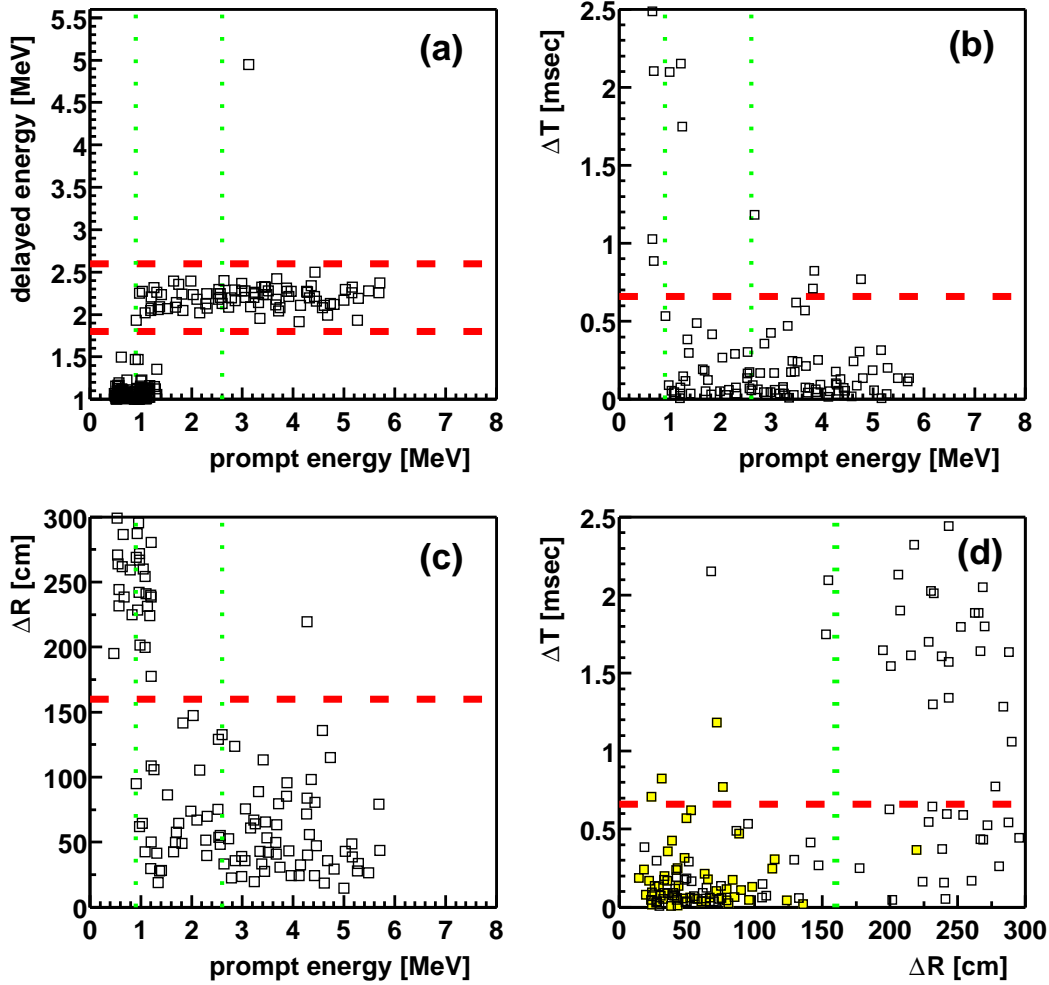 (a)
delayed energy [MeV]
5.5
5
4.5
4
3.5
3
2.5
2
1.5
1
0 1 2 3 4 5 6 7 8
prompt energy [MeV]
(b)
ΔT [msec]
2.5
2
1.5
1
0.5
0
0 1 2 3 4 5 6 7 8
prompt energy [MeV]
(c)
ΔR [cm]
300
250
200
150
100
50
0
0 1 2 3 4 5 6 7 8
prompt energy [MeV]
(d)
ΔT [msec]
2.5
2
1.5
1
0.5
0
0 50 100 150 200 250 300
ΔR [cm]